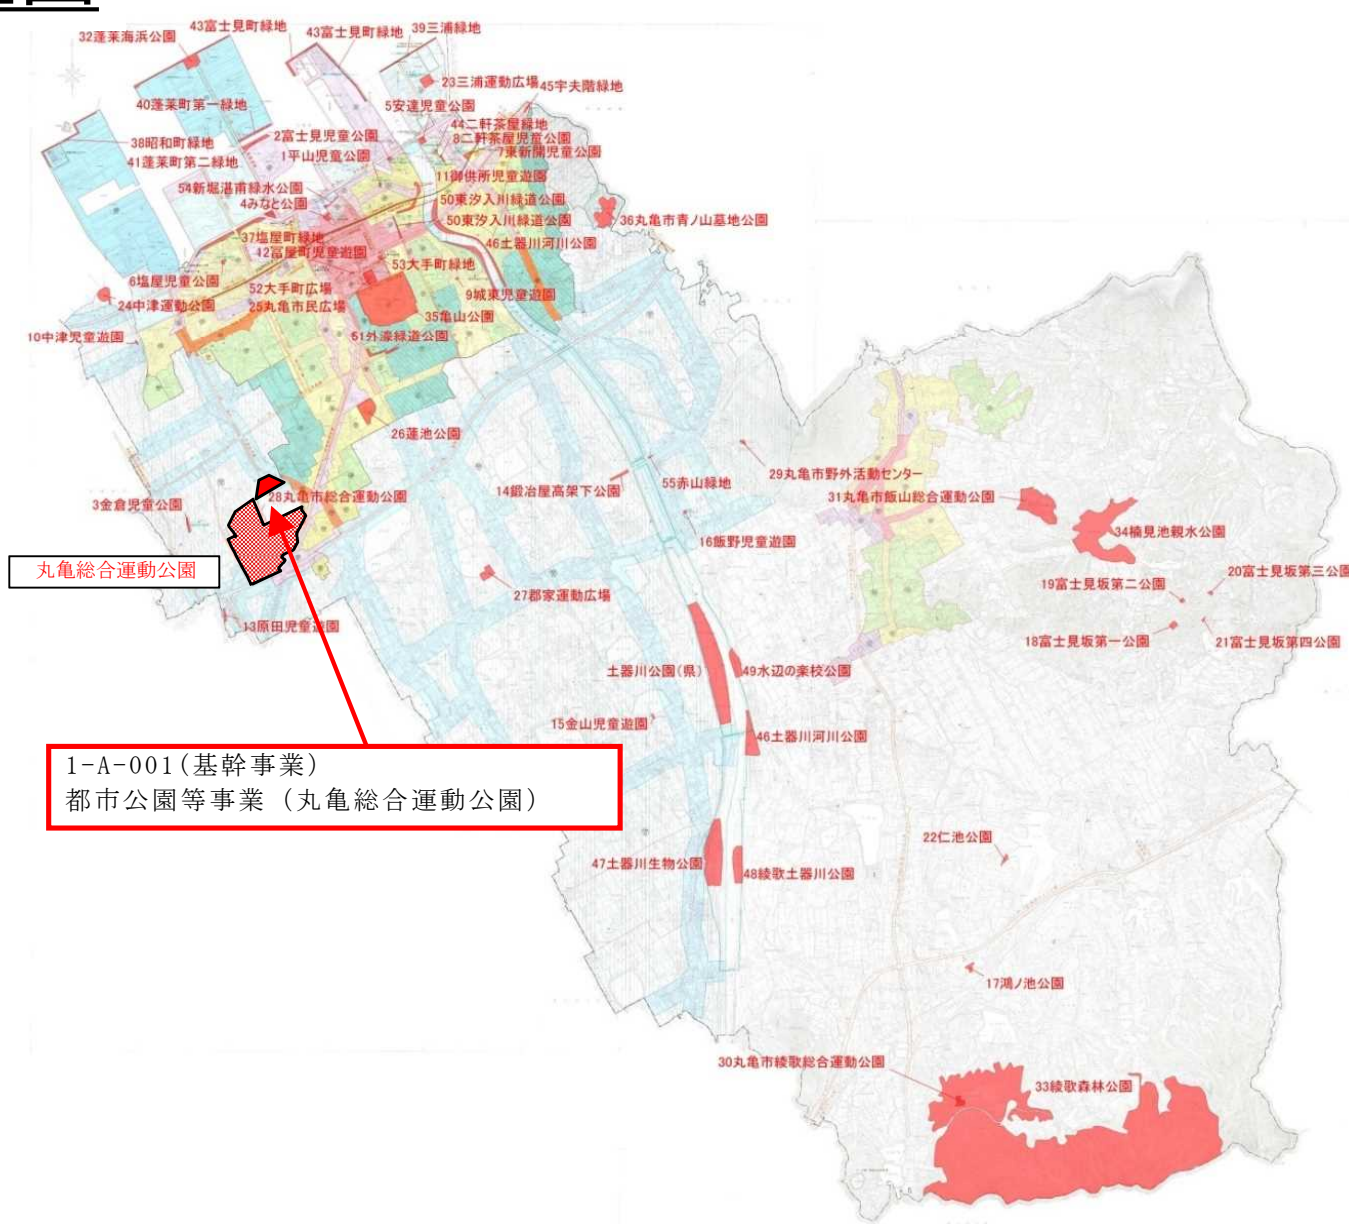 32蓬莱海浜公園
43富士見町緑地
43富士見町緑地
39三浦緑地
23三浦運動広場
45宇夫階緑地
40蓬莱町第一緑地
5安達児童公園
44二軒茶屋緑地
38昭和町緑地
2富士見児童公園
8二軒茶屋児童公園
41蓬莱町第二緑地
1平山児童公園
7東新開児童公園
11御供所児童遊園
54新堀湛甫緑水公園
4みなと公園
50東汐入川緑道公園
50東汐入川緑道公園
36丸亀市青ノ山墓地公園
37塩屋町緑地
46土器川河川公園
12富屋町児童遊園
53大手町緑地
6塩屋児童公園
52大手町広場
9城東児童遊園
24中津運動公園
25丸亀市民広場
35亀山公園
10中津児童遊園
51外濠緑道公園
26蓮池公園
29丸亀市野外活動センター
3金倉児童公園
28丸亀市総合運動公園
14鍛冶屋高架下公園
55赤山緑地
31丸亀市飯山総合運動公園
34楠見池親水公園
16飯野児童遊園
丸亀総合運動公園
20富士見坂第三公園
19富士見坂第二公園
27郡家運動広場
13原田児童遊園
18富士見坂第一公園
21富士見坂第四公園
土器川公園(県)
49水辺の楽校公園
15金山児童遊園
46土器川河川公園
1-A-001(基幹事業)
都市公園等事業（丸亀総合運動公園）
22仁池公園
47土器川生物公園
48綾歌土器川公園
17鴻ノ池公園
30丸亀市綾歌総合運動公園
33綾歌森林公園